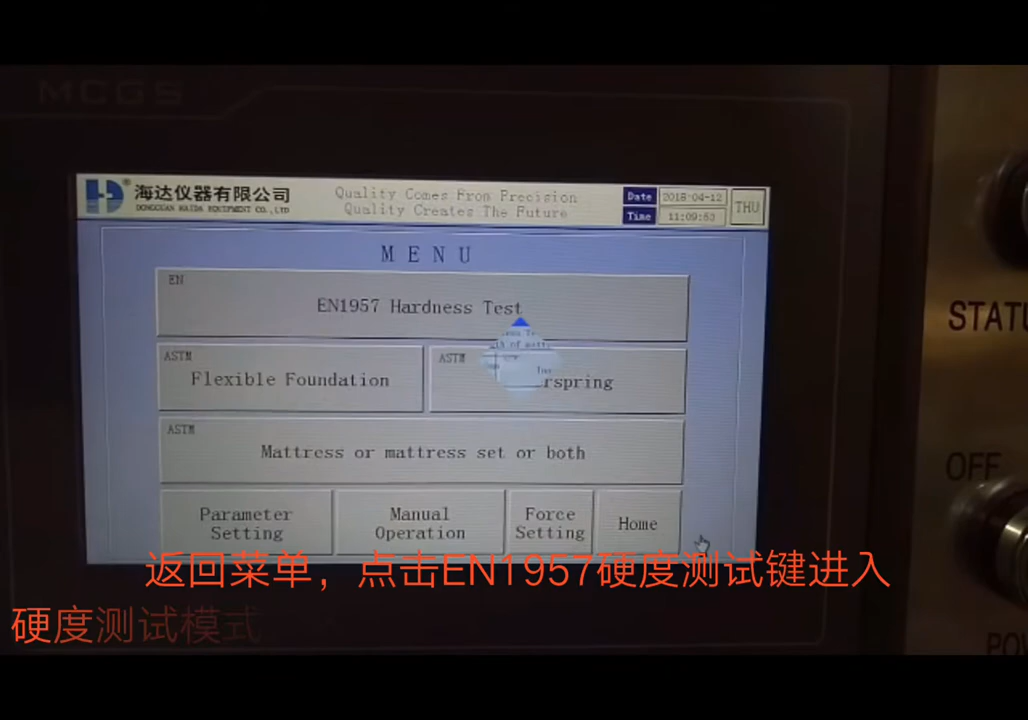 MCGS
海达仪器有限公司
DONGGUAN HAIDA EQUIPMENT CO.,LTD
Quality Comes From Precision
Quality Creates The Future
Date 2018-04-12
Time 11:09:53
THU
MENU
EN
EN1957 Hardness Test
ASTM
Flexible Foundation
ASTM
ASTM
Mattress or mattress set or both
Parameter Setting
Manual Operation
Force Setting
Home
OFF
返回菜单，点击EN1957硬度测试键进入
硬度测试模式